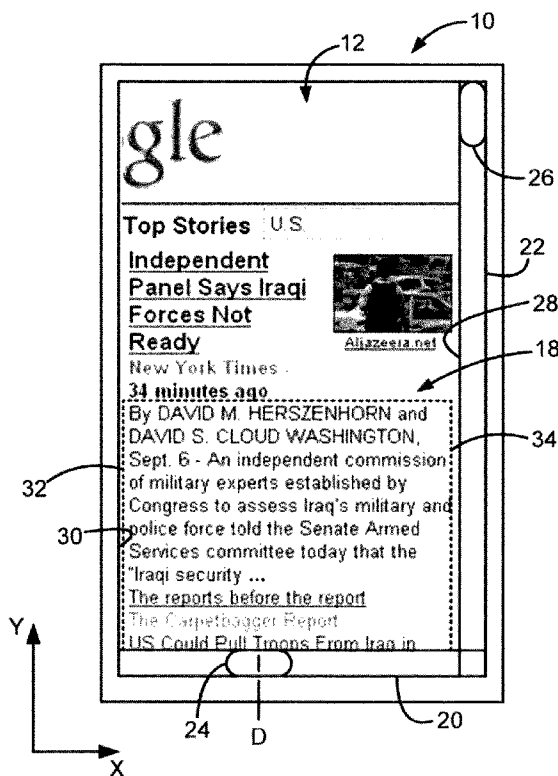 10
12
gle
26
Top Stories U.S.
22
Independent
Panel Says Iraqi
Forces Not
Ready
28
Aljazeera.net
18
New York Times -
34 minutes ago
By DAVID M. HERSZENHORN and
DAVID S. CLOUD WASHINGTON,
34
Sept. 6 - An independent commission
32
of military experts established by
Congress to assess Iraq's military and
30
police force told the Senate Armed
Services committee today that the
"Iraqi security ...
The reports before the report
The Carpetbagger Report
US Could Pull Troops From Iraq in
Y
24
20
D
X